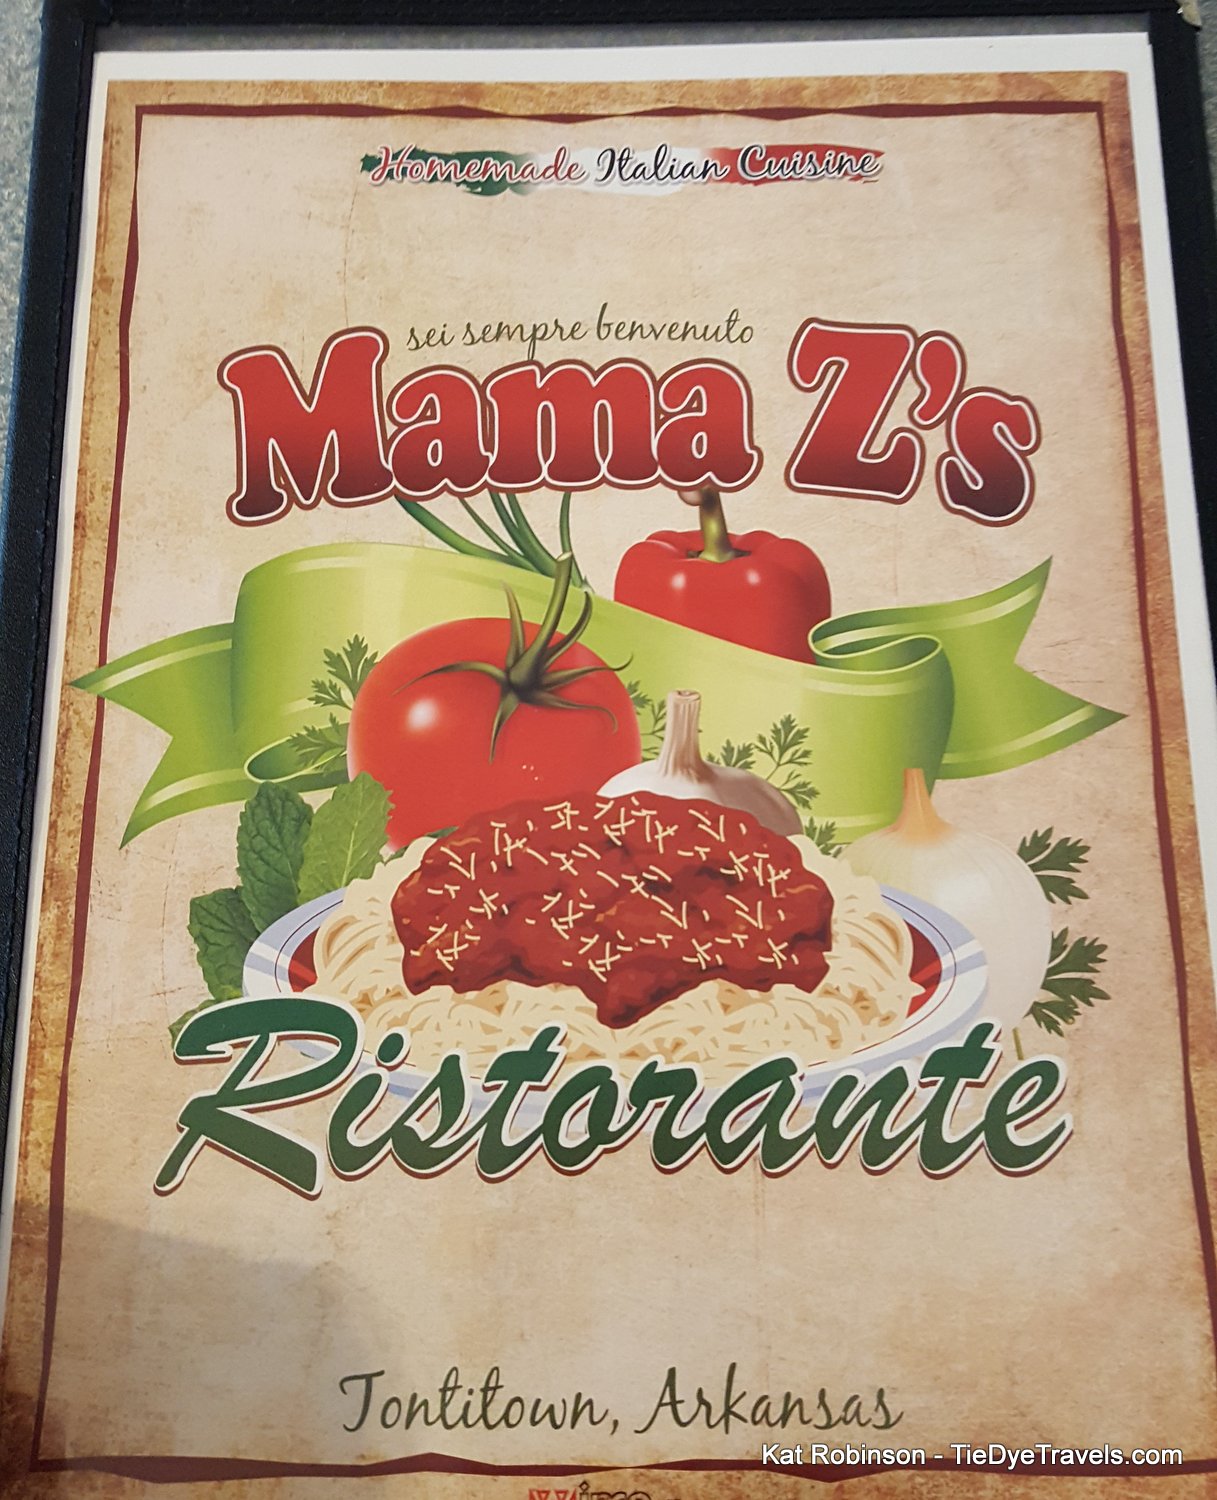 Homemade Italian Cuisine
sei sempre benvenuto
Mama Z's
Ristorante
Tontitown, Arkansas
Kat Robinson - TieDyeTravels.com